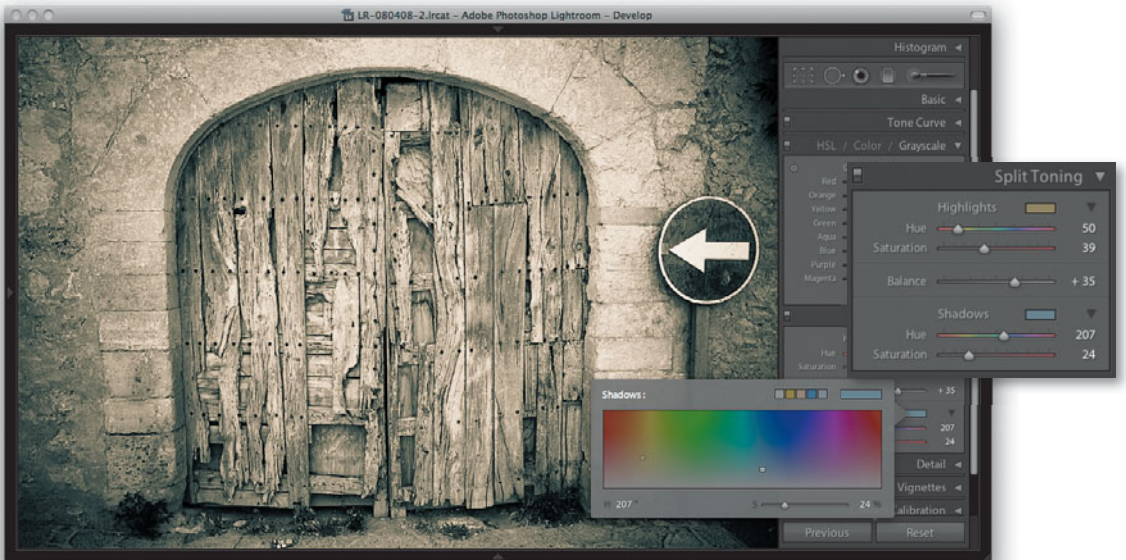 LR-080408-2.lrcat – Adobe Photoshop Lightroom – Develop
Histogram
Basic
Tone Curve
HSL / Color / Grayscale
Red
Orange
Yellow
Green
Aqua
Blue
Purple
Magenta
Split Toning
Highlights
Hue 50
Saturation 39
Balance + 35
Shadows
Hue 207
Saturation 24
Hue
Saturation
+ 35
207
24
Shadows :
H 207 °
S 24 %
Detail
Vignettes
Calibration
Previous Reset